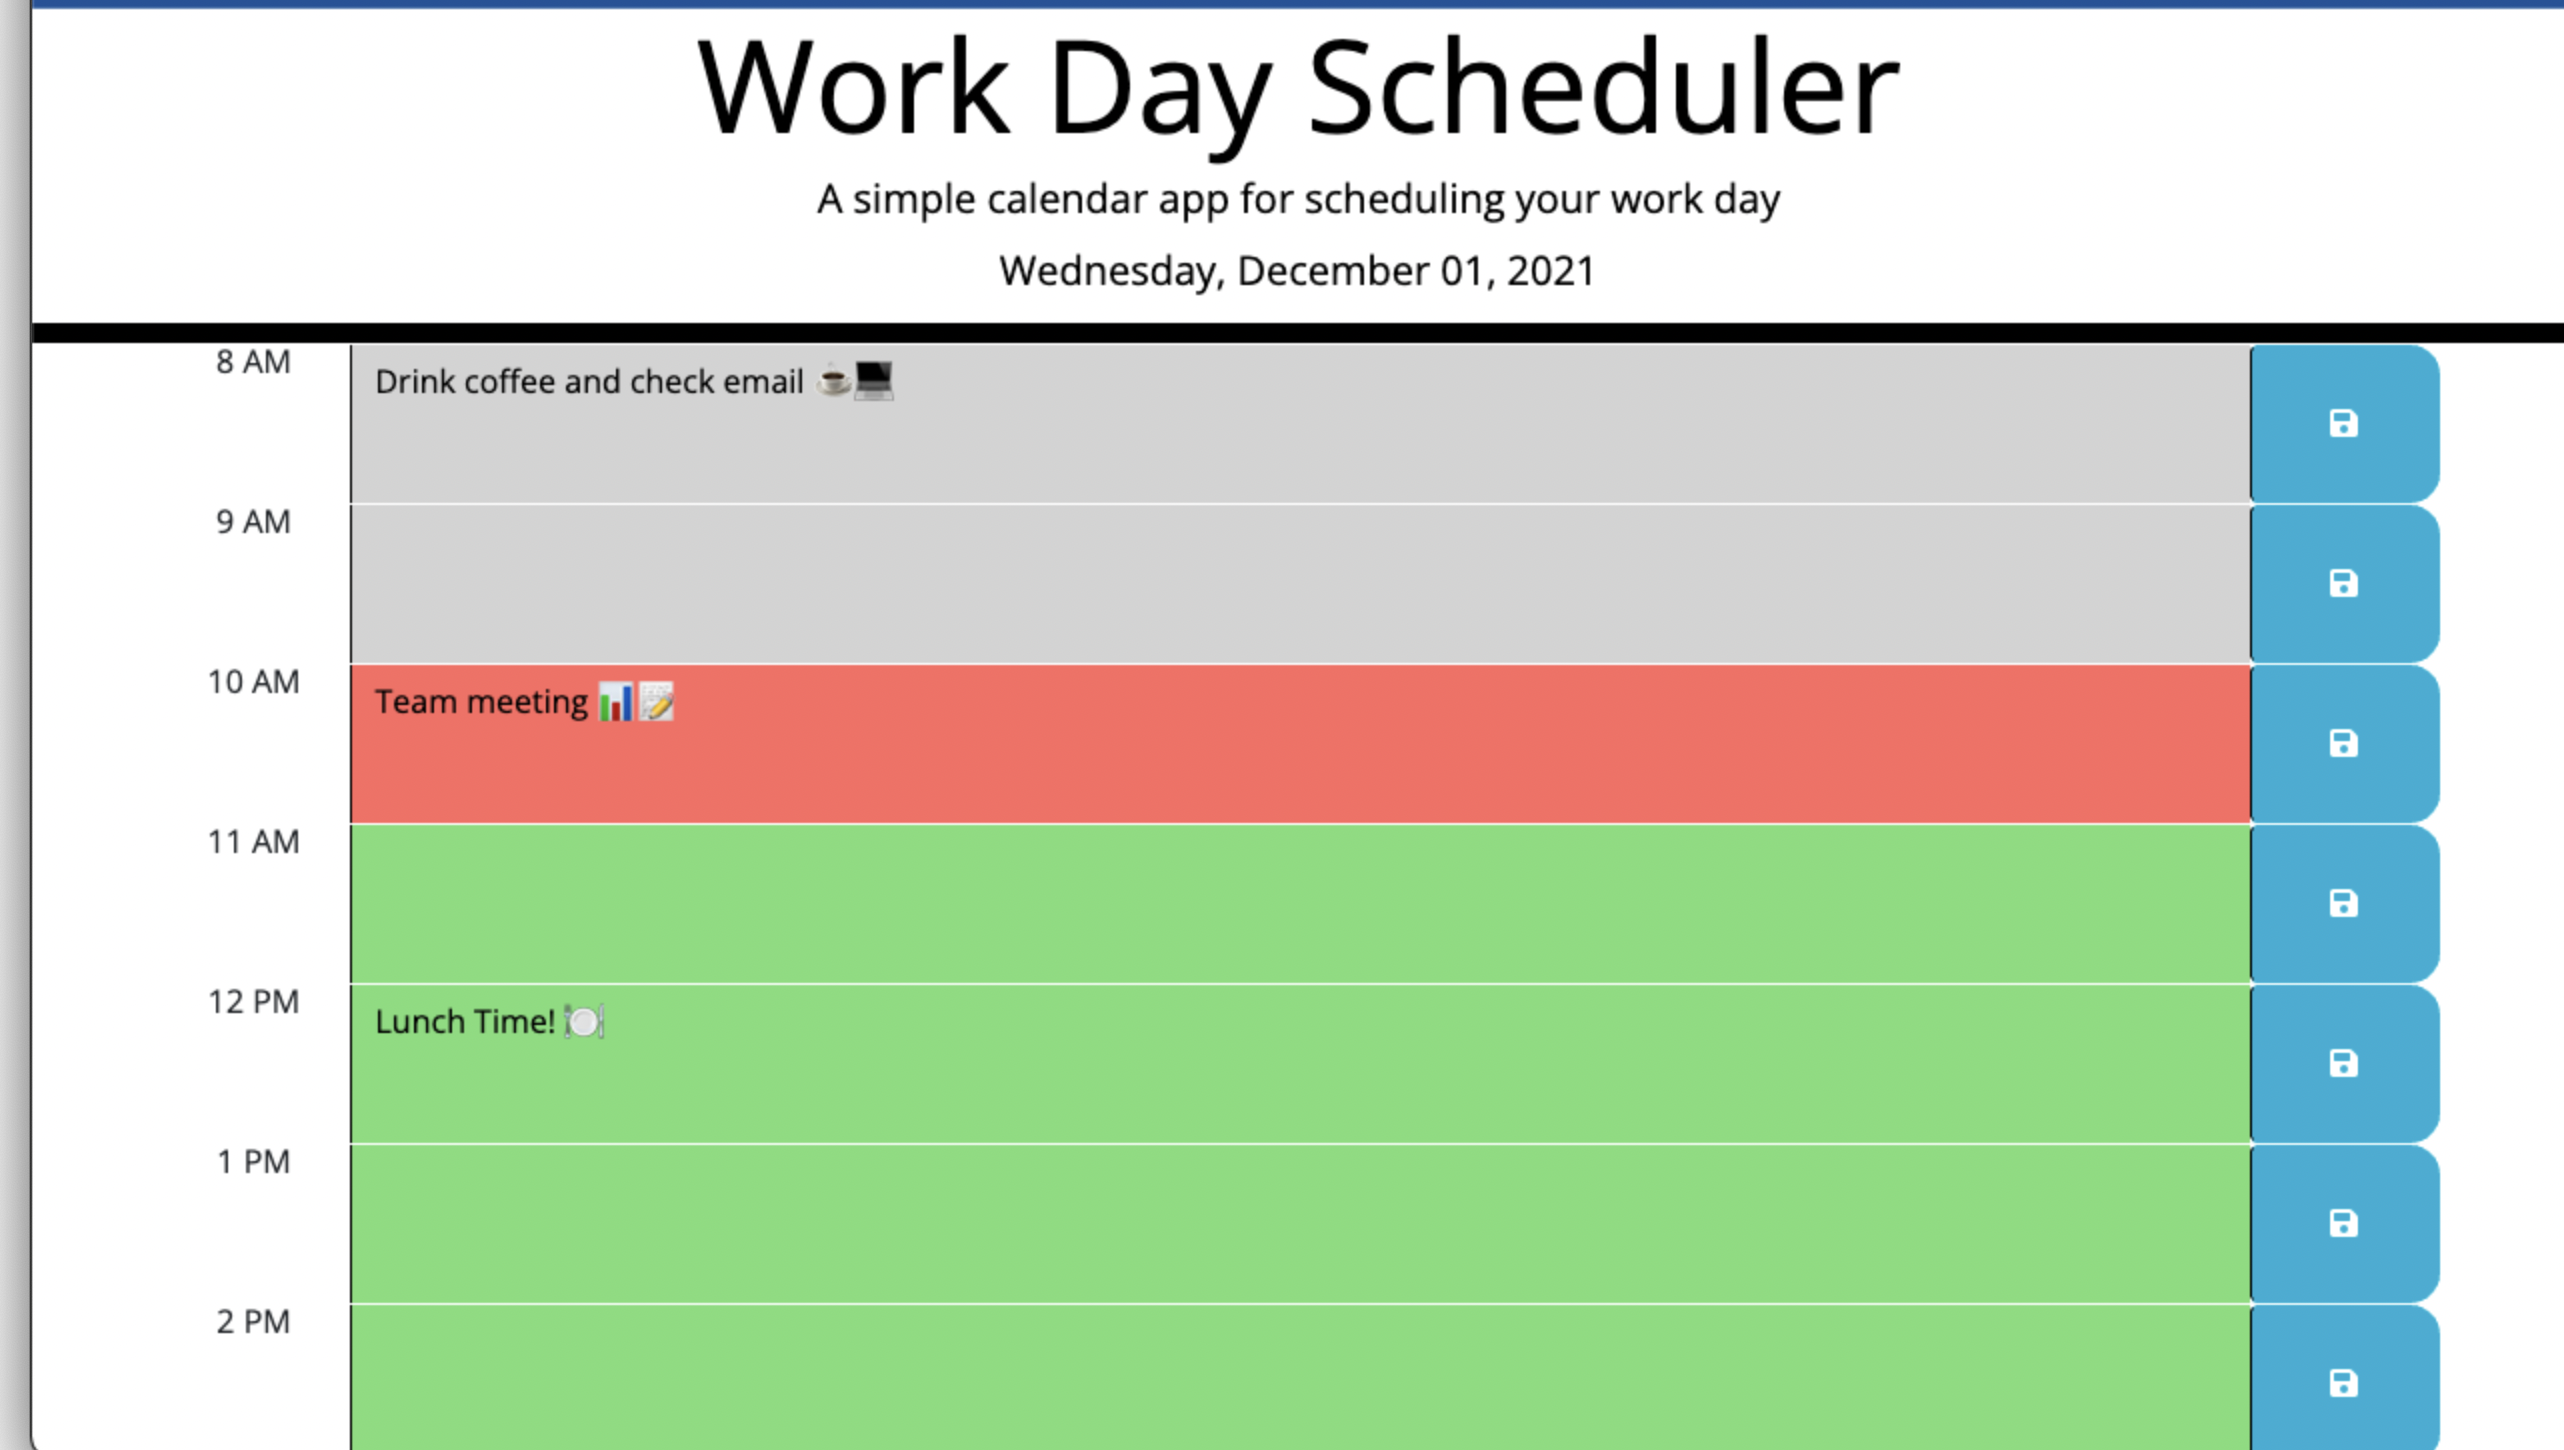 Work Day Scheduler
A simple calendar app for scheduling your work day
Wednesday, December 01, 2021
8 AM
Drink coffee and check email ☕💻
9 AM
10 AM
Team meeting 📊📝
11 AM
12 PM
Lunch Time! 🍽️
1 PM
2 PM